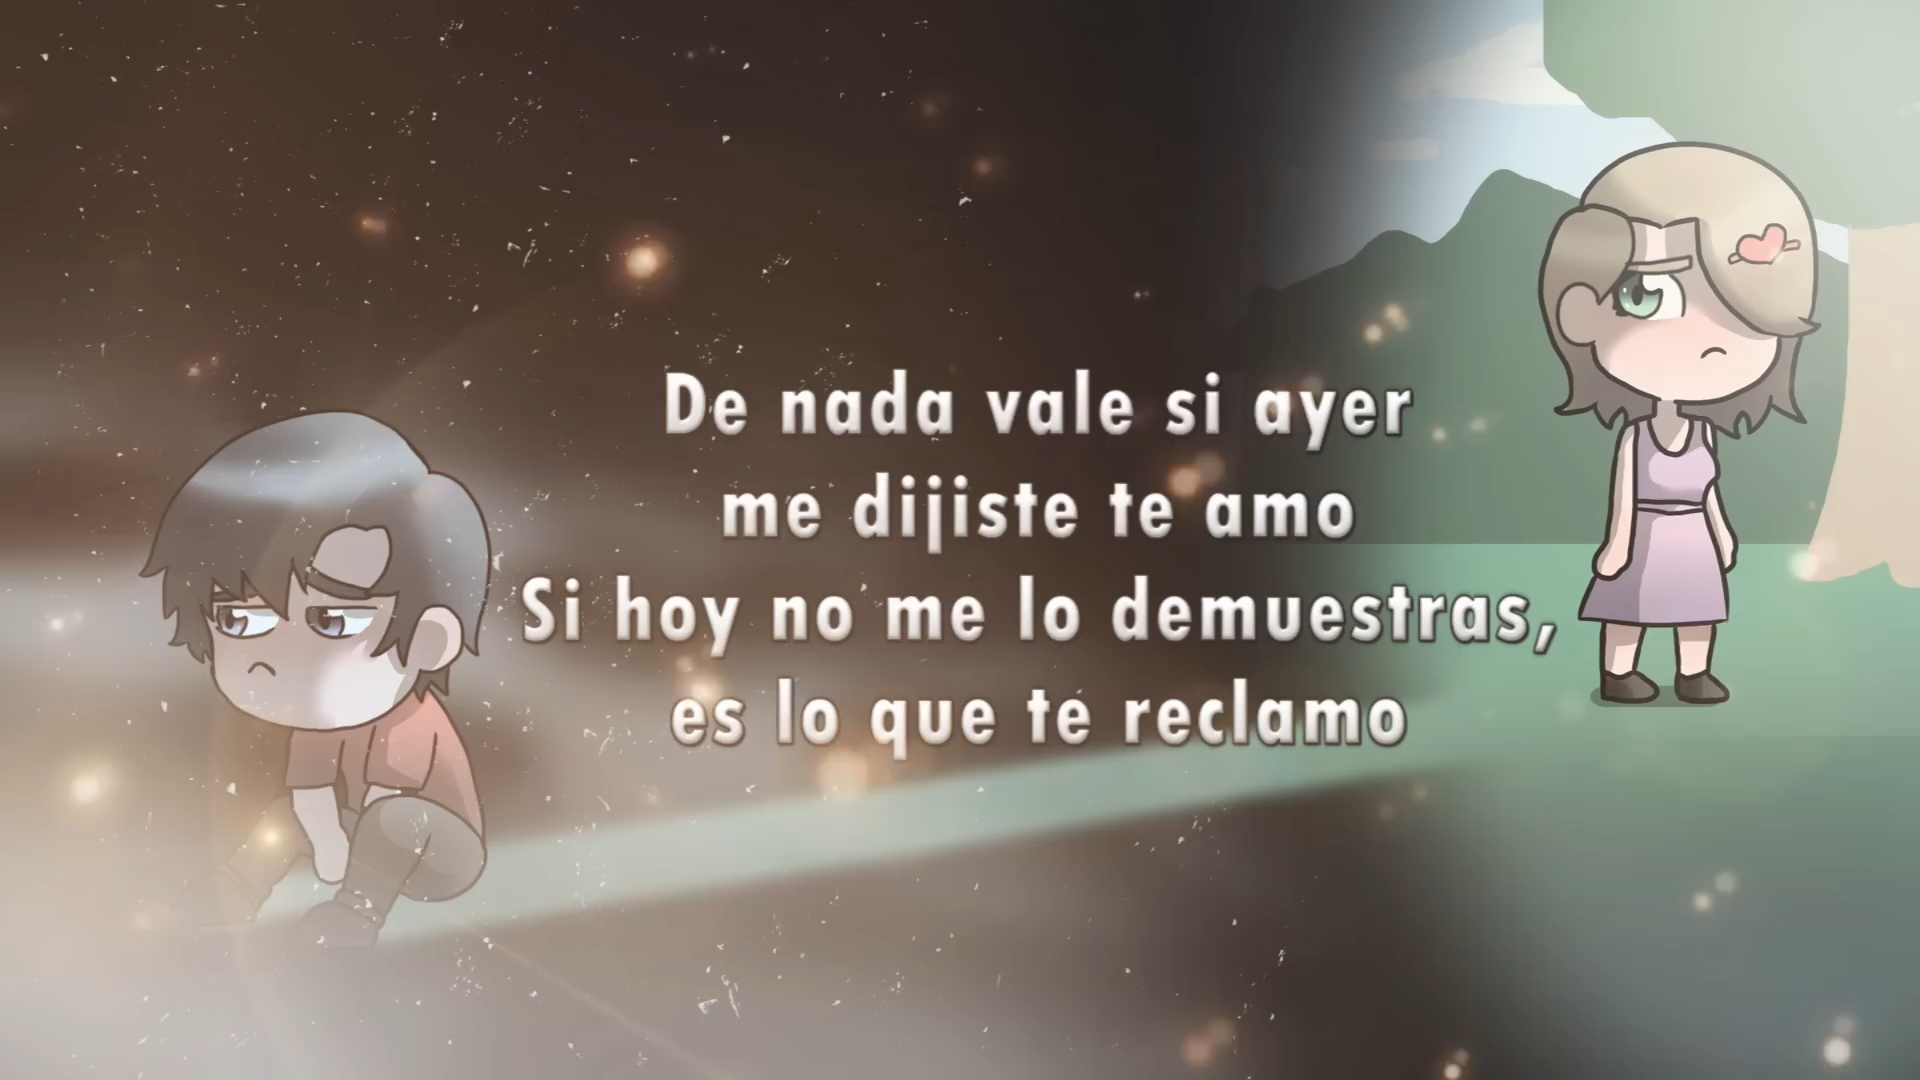 De nada vale si ayer
me dijiste te amo
Si hoy no me lo demuestras,
es lo que te reclamo